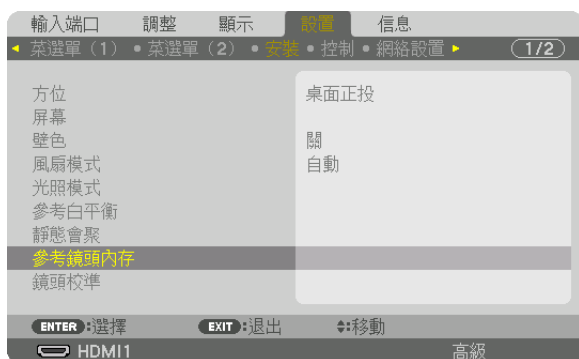 輸入端口 調整 顯示 設置 信息
菜選單（1） 菜選單（2） 安裝 控制 網絡設置 1/2
方位 桌面正投
屏幕
壁色 關
風扇模式 自動
光照模式
參考白平衡
靜態會聚
參考鏡頭內存
鏡頭校準
ENTER:選擇 EXIT:退出 :移動
HDMI1 高級